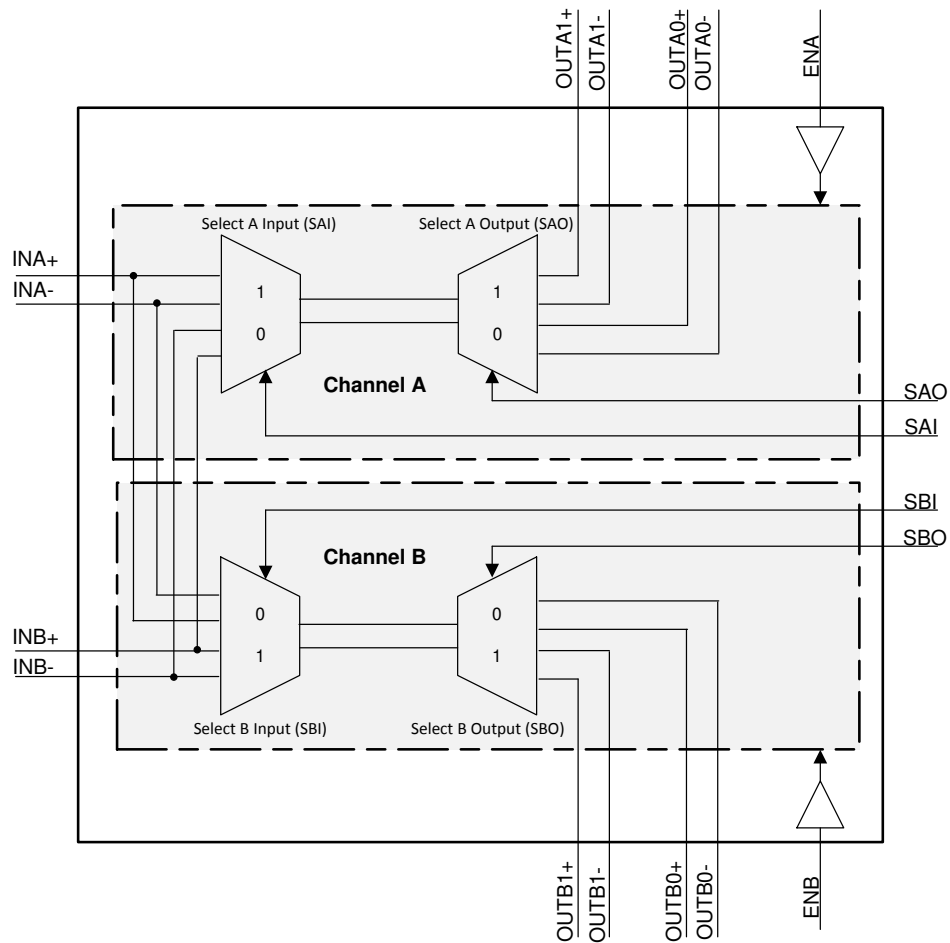 OUTA1+
OUTA1-
OUTA0+
OUTA0-
ENA
Select A Input (SAI)
Select A Output (SAO)
INA+
INA-
1
0
1
0
Channel A
SAO
SAI
SBI
SBO
Channel B
0
1
0
1
INB+
INB-
Select B Input (SBI)
Select B Output (SBO)
OUTB1+
OUTB1-
OUTB0+
OUTB0-
ENB